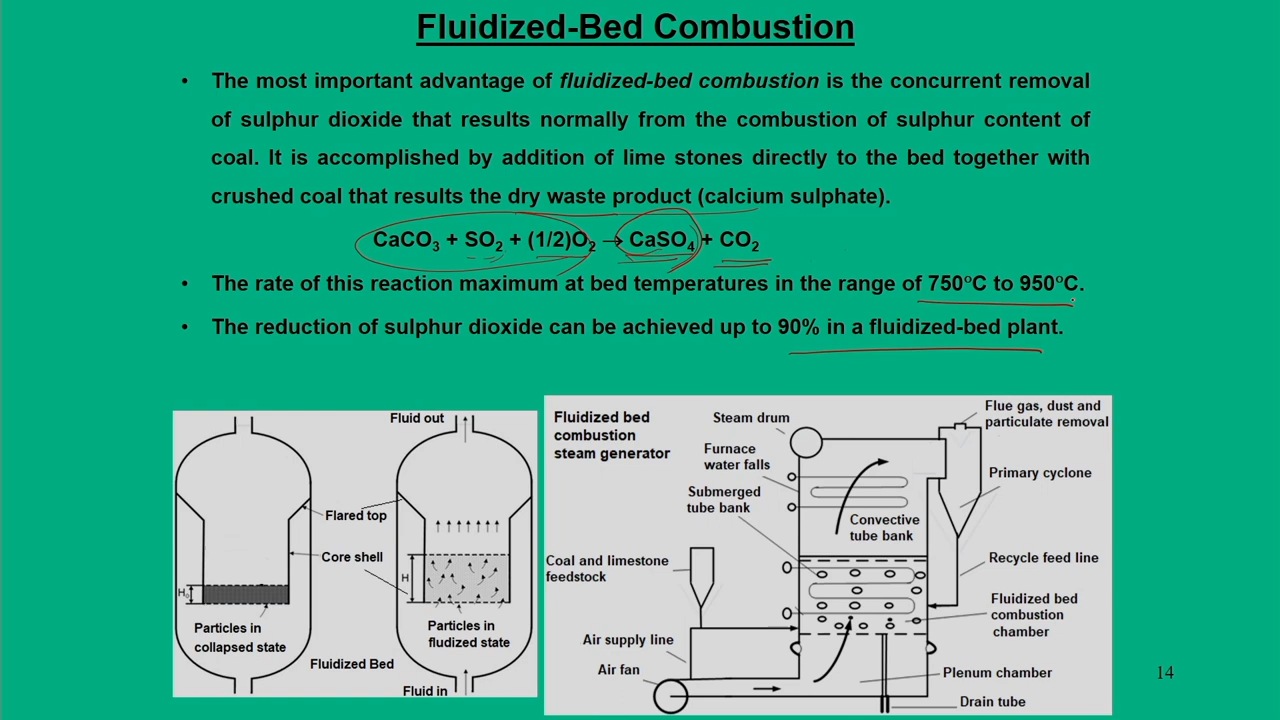 Fluidized-Bed Combustion
• The most important advantage of fluidized-bed combustion is the concurrent removal
of sulphur dioxide that results normally from the combustion of sulphur content of
coal. It is accomplished by addition of lime stones directly to the bed together with
crushed coal that results the dry waste product (calcium sulphate).
CaCO₃ + SO₂ + (1/2)O₂ → CaSO₄ + CO₂
• The rate of this reaction maximum at bed temperatures in the range of 750°C to 950°C.
• The reduction of sulphur dioxide can be achieved up to 90% in a fluidized-bed plant.
Fluid out
Flared top
Core shell
H₀
H
Particles in
collapsed state
Particles in
fludized state
Fluidized Bed
Fluid in
Fluidized bed
combustion
steam generator
Steam drum
Furnace
water falls
Submerged
tube bank
Coal and limestone
feedstock
Air supply line
Air fan
Convective
tube bank
Flue gas, dust and
particulate removal
Primary cyclone
Recycle feed line
Fluidized bed
combustion
chamber
Plenum chamber
Drain tube
14